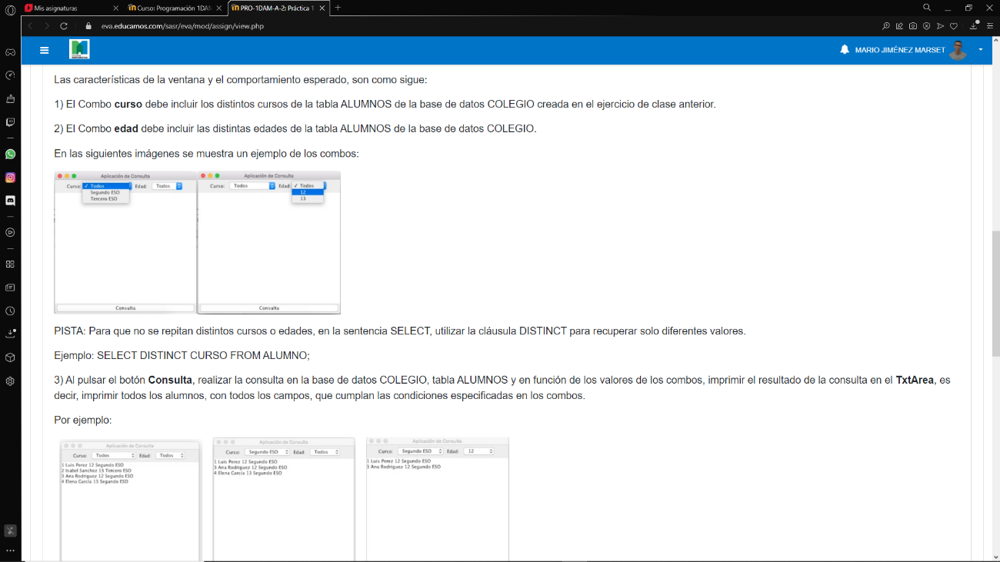 Mis asignaturas
Curso: Programación 1DAM
PRO-1DAM-A-2: Práctica 1
eva.educamos.com/sasr/eva/mod/assign/view.php
MARIO JIMÉNEZ MARSET
Las características de la ventana y el comportamiento esperado, son como sigue:
1) El Combo curso debe incluir los distintos cursos de la tabla ALUMNOS de la base de datos COLEGIO creada en el ejercicio de clase anterior.
2) El Combo edad debe incluir las distintas edades de la tabla ALUMNOS de la base de datos COLEGIO.
En las siguientes imágenes se muestra un ejemplo de los combos:
Aplicación de Consulta
Curso: Todos Edad: Todos
Segundo ESO
Tercero ESO
Consulta
Aplicación de Consulta
Curso: Todos Edad: Todos
12
13
Consulta
PISTA: Para que no se repitan distintos cursos o edades, en la sentencia SELECT, utilizar la cláusula DISTINCT para recuperar solo diferentes valores.
Ejemplo: SELECT DISTINCT CURSO FROM ALUMNO;
3) Al pulsar el botón Consulta, realizar la consulta en la base de datos COLEGIO, tabla ALUMNOS y en función de los valores de los combos, imprimir el resultado de la consulta en el TxtArea, es
decir, imprimir todos los alumnos, con todos los campos, que cumplan las condiciones especificadas en los combos.
Por ejemplo:
Aplicación de Consulta
Curso: Todos Edad: Todos
1 Luis Perez 12 Segundo ESO
2 Isabel Sanchez 13 Tercero ESO
3 Ana Rodriguez 12 Segundo ESO
4 Elena García 13 Segundo ESO
Aplicación de Consulta
Curso: Segundo ESO Edad: Todos
1 Luis Perez 12 Segundo ESO
3 Ana Rodriguez 12 Segundo ESO
4 Elena García 13 Segundo ESO
Aplicación de Consulta
Curso: Segundo ESO Edad: 12
1 Luis Perez 12 Segundo ESO
3 Ana Rodriguez 12 Segundo ESO